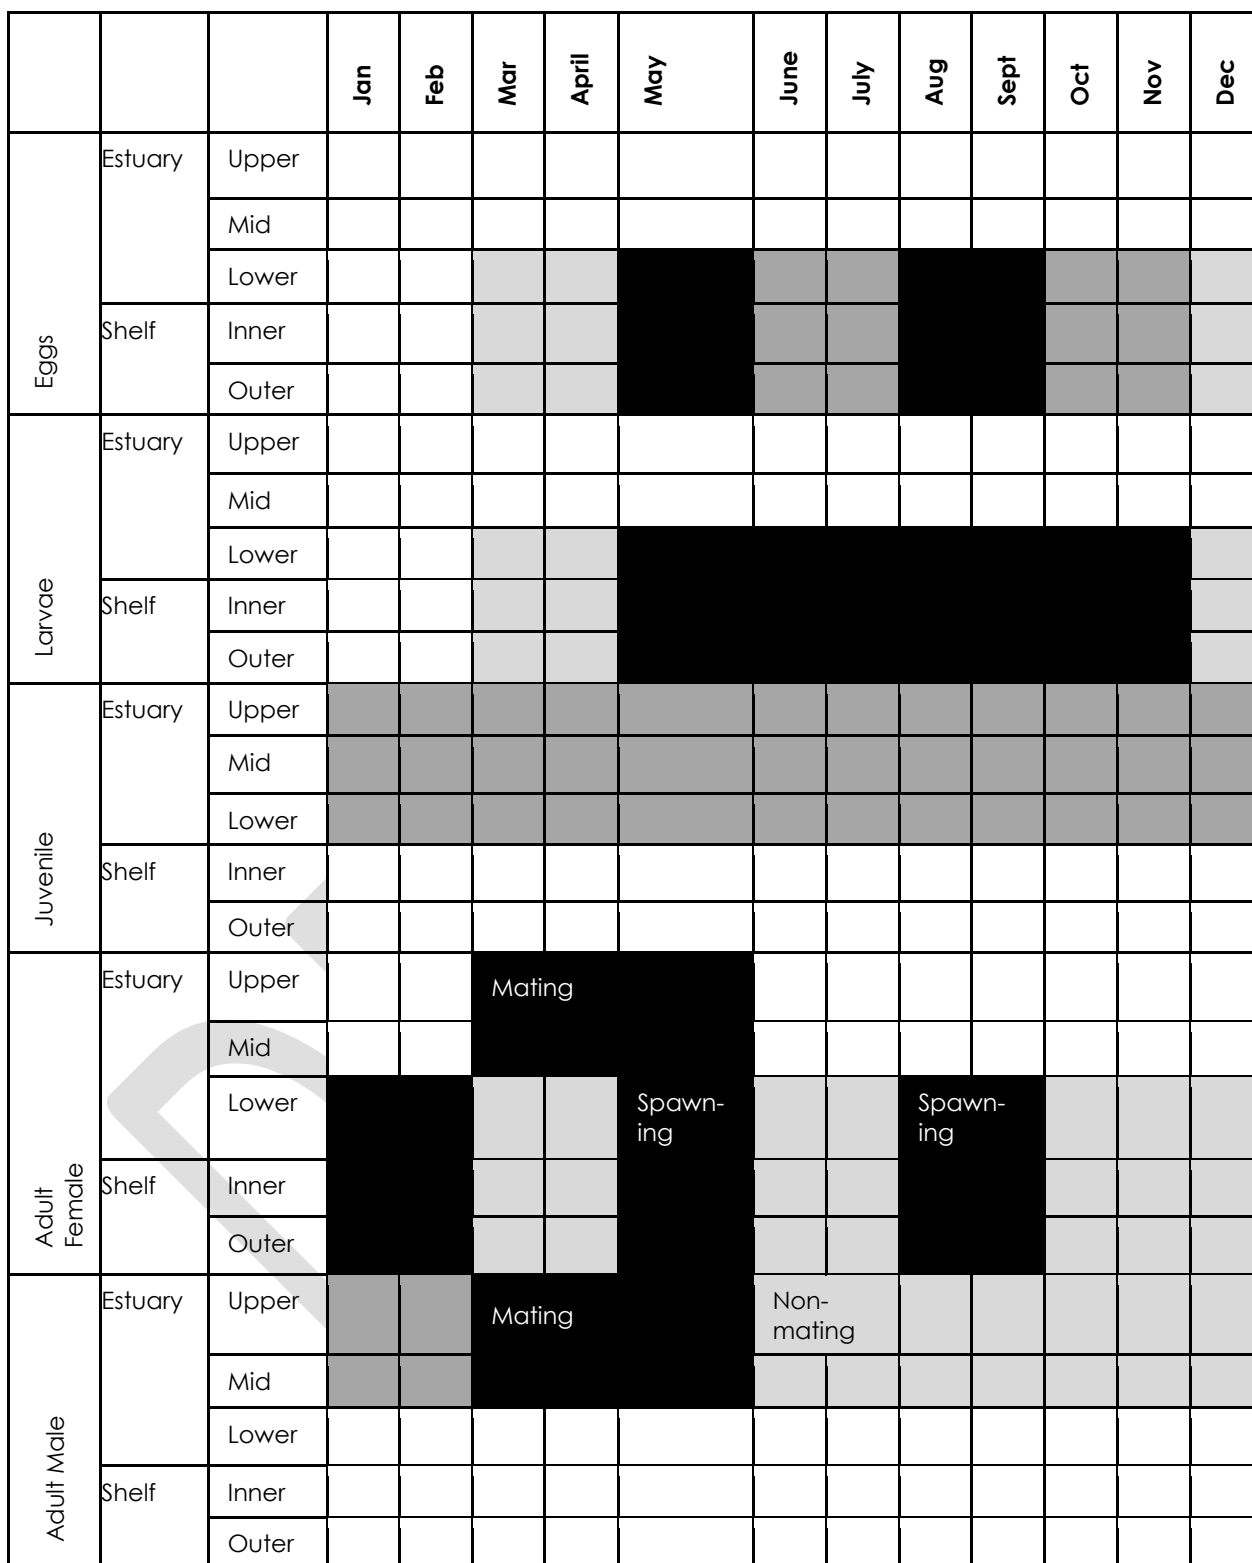 Jan Feb Mar April May June July Aug Sept Oct Nov Dec
Eggs
Estuary Upper
Mid
Lower
Shelf Inner
Outer
Larvae
Estuary Upper
Mid
Lower
Shelf Inner
Outer
Juvenile
Estuary Upper
Mid
Lower
Shelf Inner
Outer
Adult
Female
Estuary Upper Mating
Mid
Lower Spawn- Spawn-
ing ing
Shelf Inner
Outer
Adult Male
Estuary Upper Mating Non-
mating
Mid
Lower
Shelf Inner
Outer